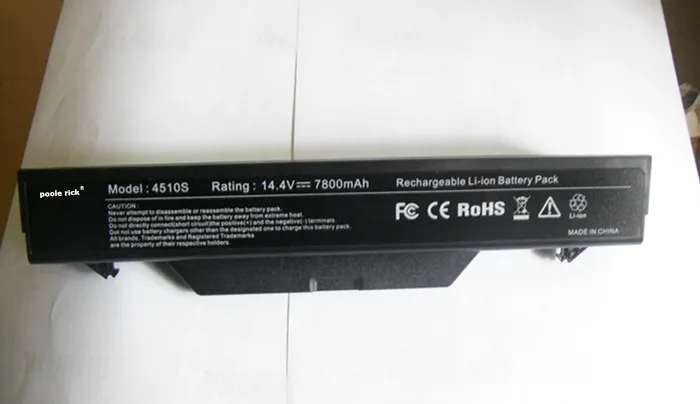 poole rick®
Model : 4510S Rating : 14.4V⎓7800mAh Rechargeable Li-ion Battery Pack
CAUTION :
Never attempt to disassemble or reassemble the battery pack.
Do not dispose of in fire and keep the battery away from extreme heat.
Do not directly connect(short circuit)the positive(+) and the negative(-) terminals.
Dot not use battery chargers other than the designated one to charge this battery pack.
All brands, Trademarks and Registered Trademarks
are the property of their respective owners.
FC CE RoHS
Li-ion
MADE IN CHINA